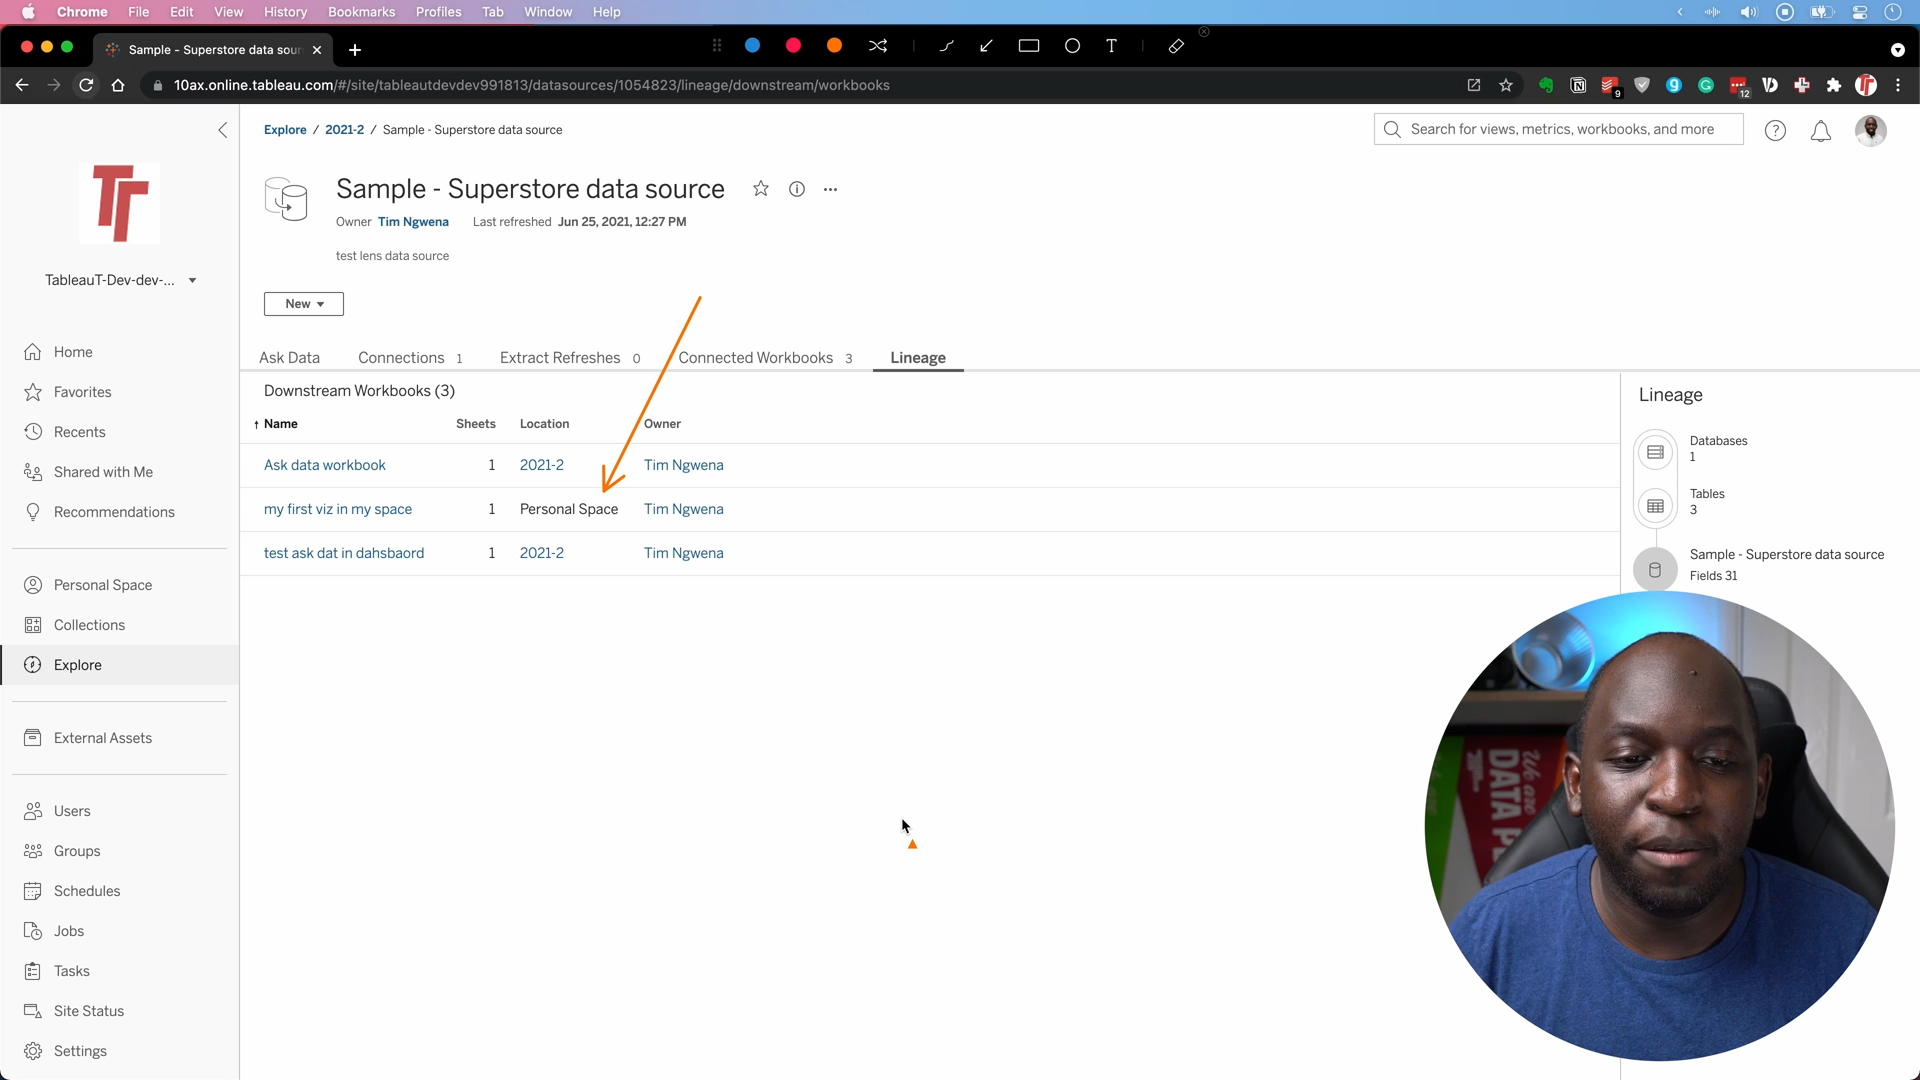 Chrome File Edit View History Bookmarks Profiles Tab Window Help
Sample - Superstore data sour
T
10ax.online.tableau.com/#/site/tableautdevdev991813/datasources/1054823/lineage/downstream/workbooks
9
12
Explore / 2021-2 / Sample - Superstore data source
Search for views, metrics, workbooks, and more
Sample - Superstore data source
Owner Tim Ngwena Last refreshed Jun 25, 2021, 12:27 PM
test lens data source
TableauT-Dev-dev-...
New
Home
Favorites
Recents
Shared with Me
Recommendations
Personal Space
Collections
Explore
External Assets
Users
Groups
Schedules
Jobs
Tasks
Site Status
Settings
Ask Data Connections 1 Extract Refreshes 0 Connected Workbooks 3 Lineage
Downstream Workbooks (3)
Name Sheets Location Owner
Ask data workbook 1 2021-2 Tim Ngwena
my first viz in my space 1 Personal Space Tim Ngwena
test ask dat in dahsbaord 1 2021-2 Tim Ngwena
Lineage
Databases
1
Tables
3
Sample - Superstore data source
Fields 31
We are
DATA